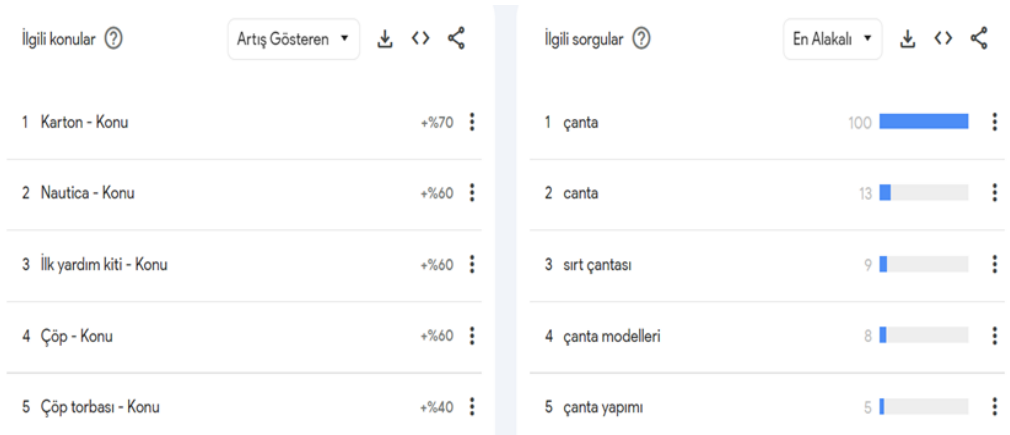 İlgili konular ?
Artış Gösteren
1 Karton - Konu +%70
2 Nautica - Konu +%60
3 İlk yardım kiti - Konu +%60
4 Çöp - Konu +%60
5 Çöp torbası - Konu +%40
İlgili sorgular ?
En Alakalı
1 çanta 100
2 canta 13
3 sırt çantası 9
4 çanta modelleri 8
5 çanta yapımı 5